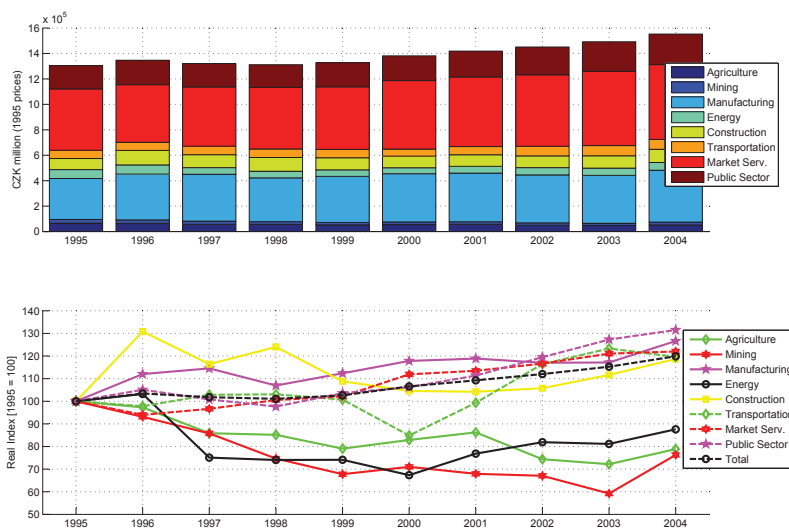 x 10^5
16
14
12
10
8
6
4
2
0
CZK million (1995 prices)
1995 1996 1997 1998 1999 2000 2001 2002 2003 2004
Agriculture
Mining
Manufacturing
Energy
Construction
Transportation
Market Serv.
Public Sector
140
130
120
110
100
90
80
70
60
50
Real Index [1995 = 100]
1995 1996 1997 1998 1999 2000 2001 2002 2003 2004
Agriculture
Mining
Manufacturing
Energy
Construction
Transportation
Market Serv.
Public Sector
Total